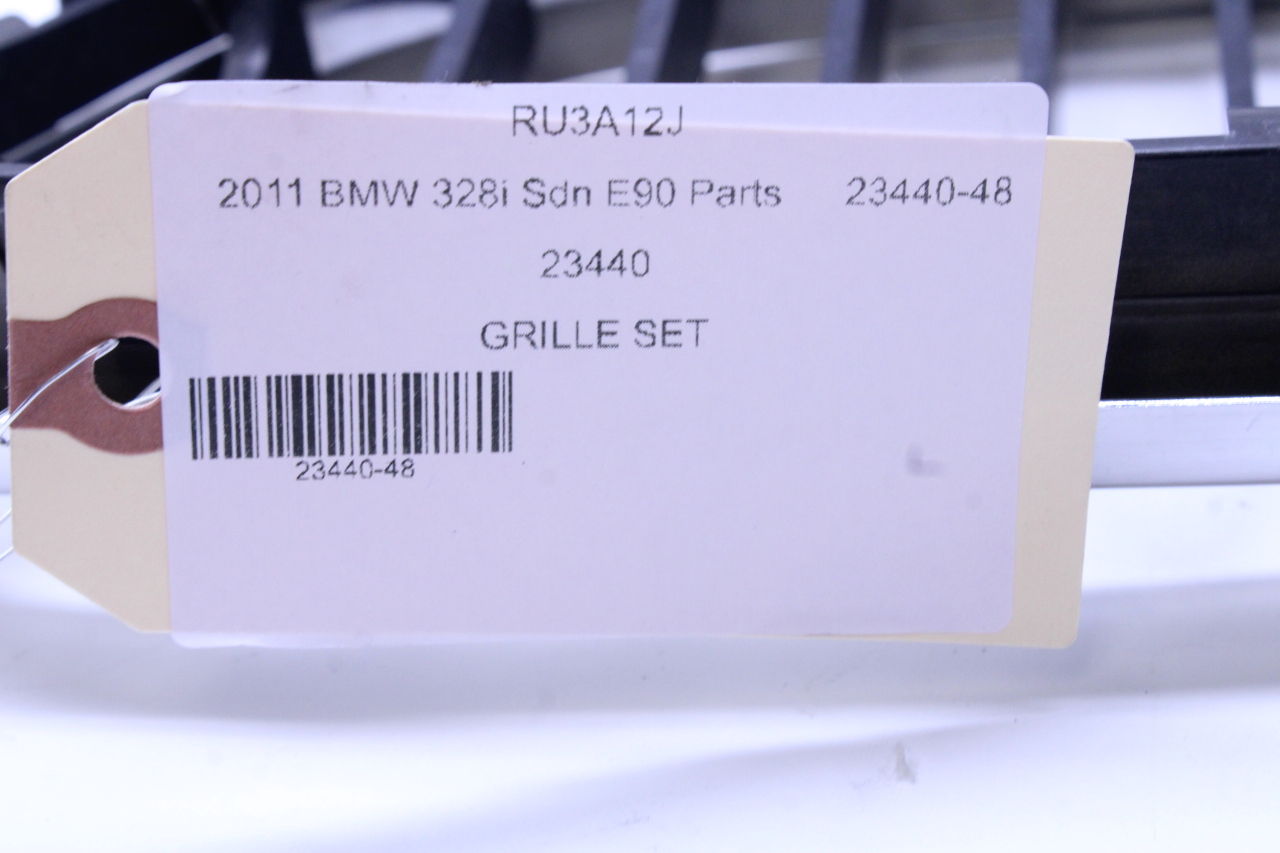 RU3A12J
2011 BMW 328i Sdn E90 Parts 23440-48
23440
GRILLE SET
23440-48